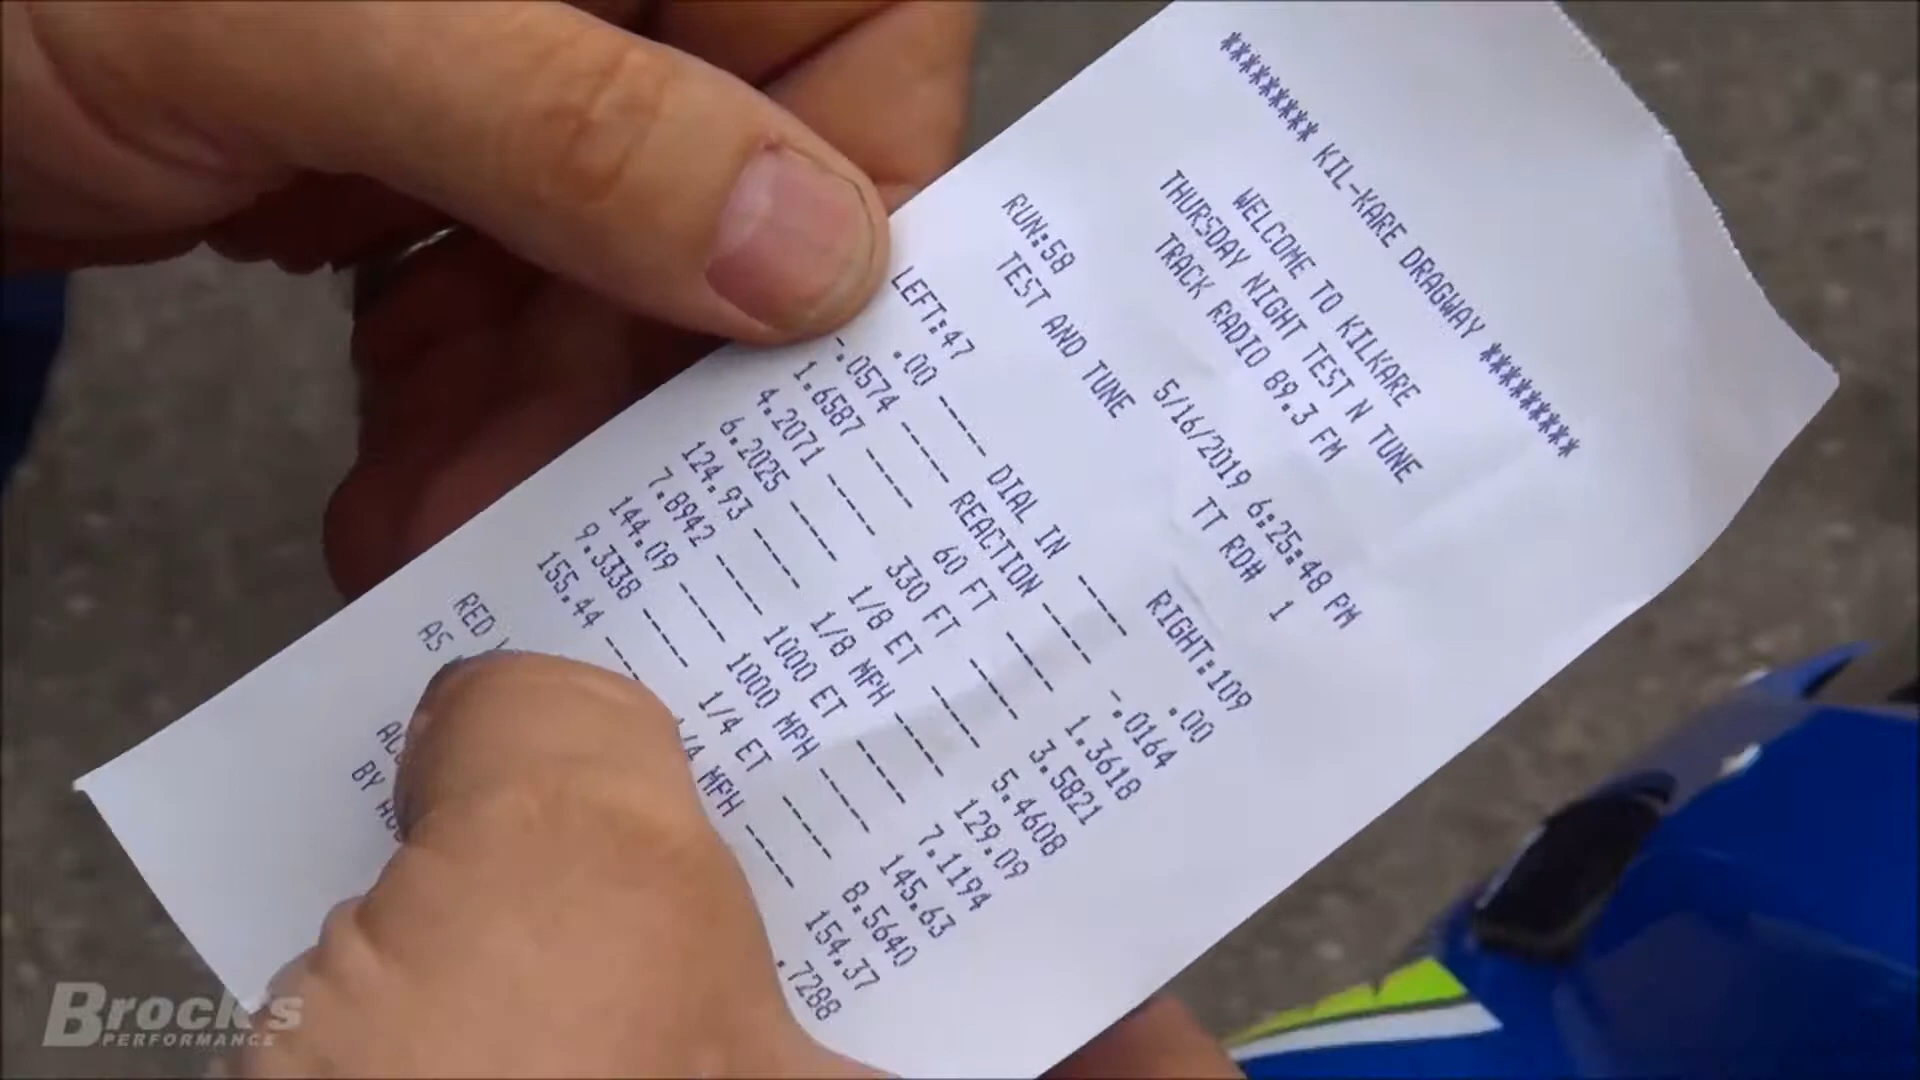 ******** KIL-KARE DRAGWAY ********
WELCOME TO KILKARE
THURSDAY NIGHT TEST N TUNE
TRACK RADIO 89.3 FM
5/16/2019 6:25:48 PM
RUN:58 TT RD# 1
TEST AND TUNE
LEFT:47 RIGHT:109
.00 ----- DIAL IN ----- .00
-.0574 ----- REACTION ----- -.0164
1.6587 ----- 60 FT ----- 1.3618
4.2071 ----- 330 FT ----- 3.5821
6.2025 ----- 1/8 ET ----- 5.4608
124.93 ----- 1/8 MPH ----- 129.09
7.8942 ----- 1000 ET ----- 7.1194
144.09 ----- 1000 MPH ----- 145.63
9.3338 ----- 1/4 ET ----- 8.5640
155.44 ----- 1/4 MPH ----- 154.37
.7288
RED
AS
BY
Brock's
PERFORMANCE